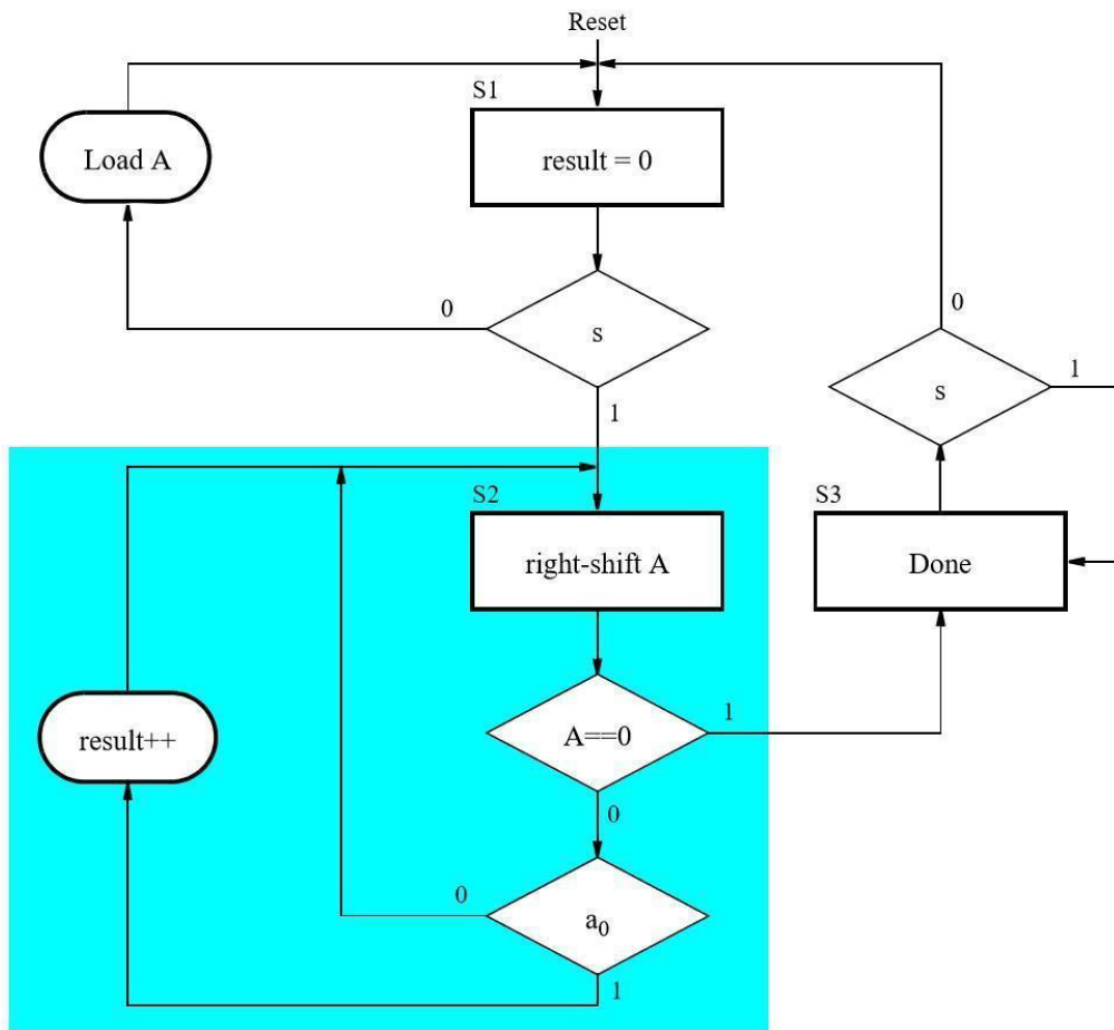 Reset
S1
Load A
result = 0
0
s
0
1
s
1
S2
S3
right-shift A
Done
result++
A==0
1
0
0
a₀
1